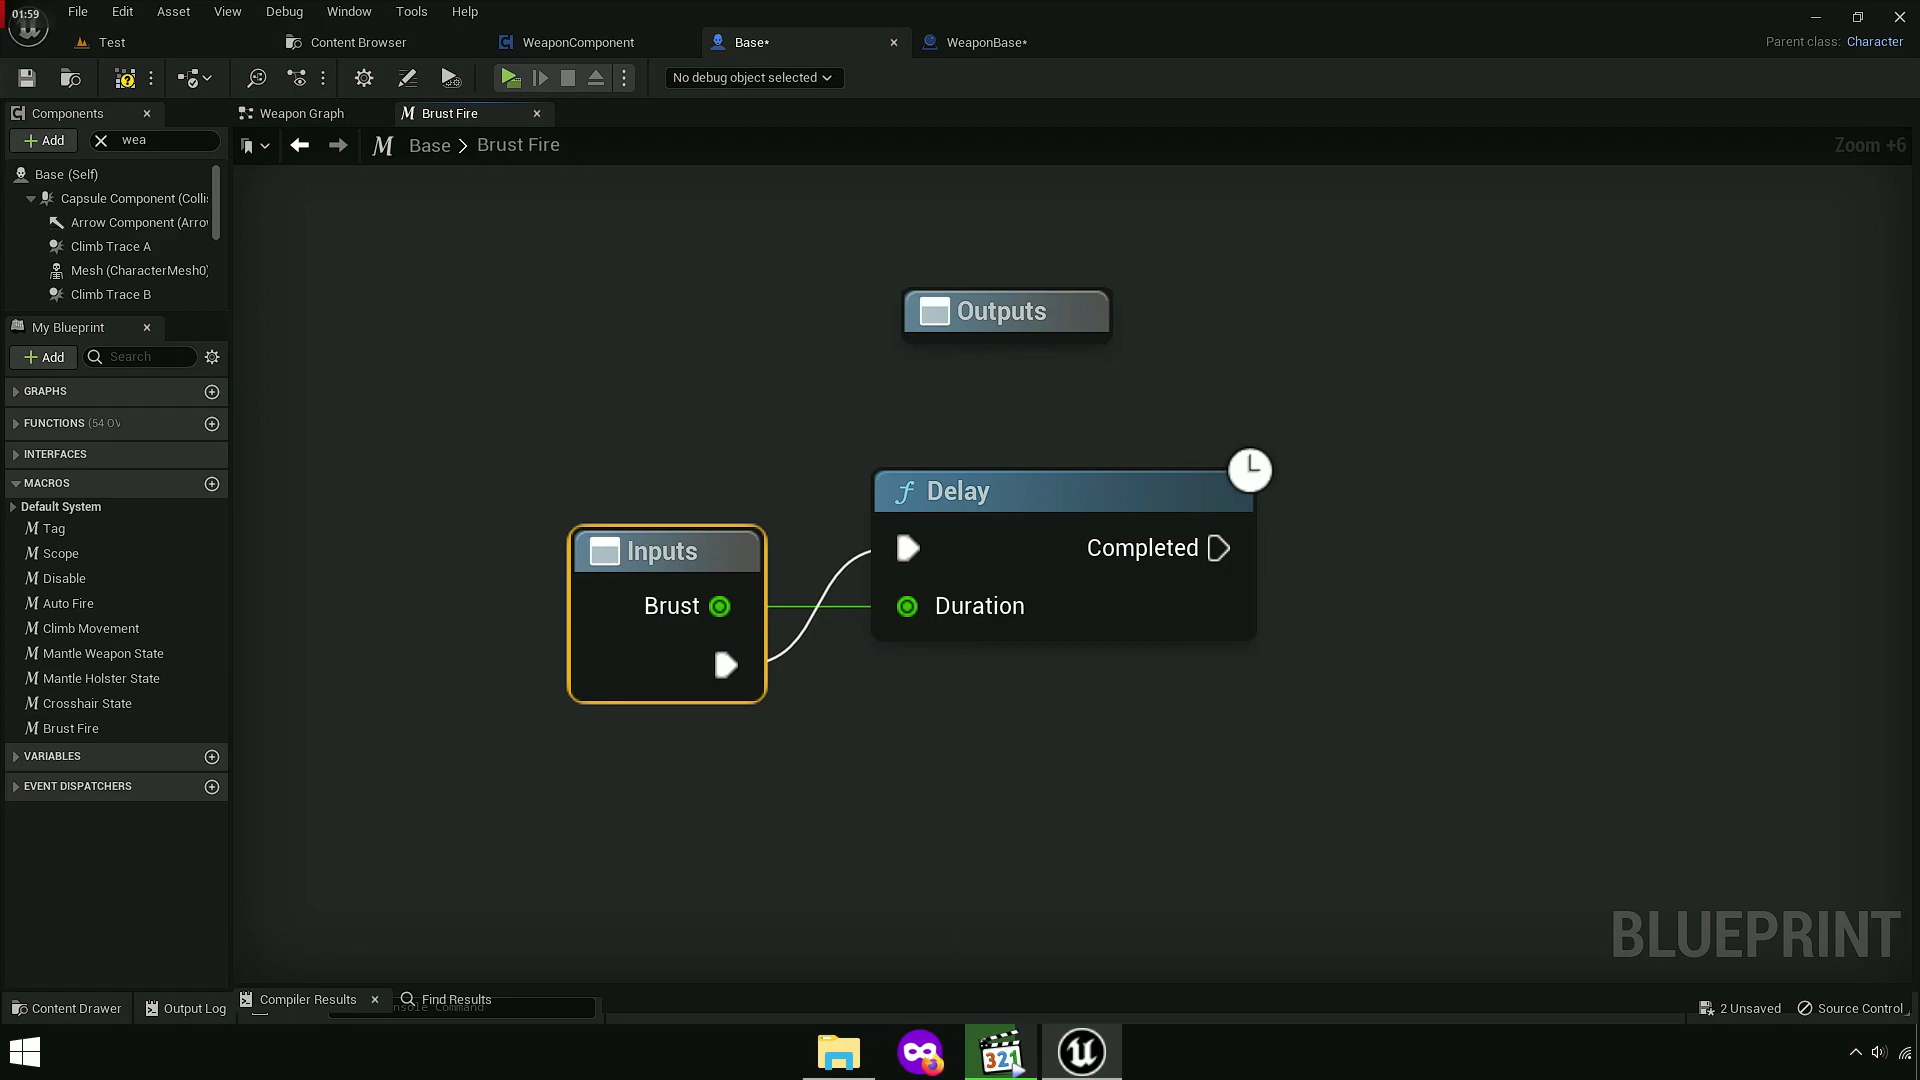 01:59
File Edit Asset View Debug Window Tools Help
Test Content Browser WeaponComponent Base* WeaponBase* Parent class: Character
No debug object selected
Components Weapon Graph Brust Fire
Add wea Base > Brust Fire Zoom +6
Base (Self)
Capsule Component (Colli
Arrow Component (Arro
Climb Trace A
Mesh (CharacterMesh0)
Climb Trace B
My Blueprint
Add Search
GRAPHS
FUNCTIONS (54 OV
INTERFACES
MACROS
Default System
M Tag
M Scope
M Disable
M Auto Fire
M Climb Movement
M Mantle Weapon State
M Mantle Holster State
M Crosshair State
M Brust Fire
VARIABLES
EVENT DISPATCHERS
Outputs
f Delay
Completed
Duration
Inputs
Brust
BLUEPRINT
Content Drawer Output Log Compiler Results Find Results 2 Unsaved Source Control
nsole Command
321